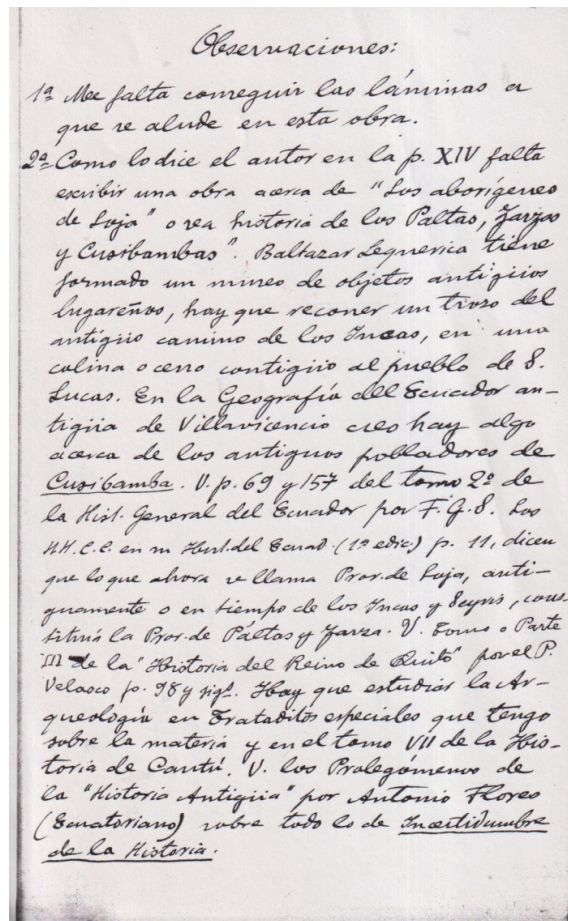 Observaciones:
1ª Me falta conseguir las láminas a
que se alude en esta obra.
2ª Como lo dice el autor en la p. XIV falta
escribir una obra acerca de "Los aborígenes
de Loja" o sea historia de los Paltas, Zarzas
y Cusibambas". Baltazar Lequerica tiene
formado un museo de objetos antigüos
lugareños, hay que recorrer un trozo del
antigüo camino de los Incas, en una
colina o cerro contigüo al pueblo de S.
Lucas. En la Geografía del Ecuador an-
tigüa de Villavicencio creo hay algo
acerca de los antiguos pobladores de
Cusibamba. V. p. 69 y 157 del tomo 2º de
la Hist. General del Ecuador por F. G. S. Los
HH. C.C. en su Hist. del Ecuad. (1ª edic.) p. 11, dicen
que lo que ahora se llama Prov. de Loja, anti-
guamente o en tiempo de los Incas y Scyris, cons-
tituía la Prov. de Paltas y Zarza. V. Tomo o Parte
III de la "Historia del Reino de Quito" por el P.
Velasco p. 98 y sigs. Hay que estudiar la Ar-
queología en Trataditos especiales que tengo
sobre la materia y en el tomo VII de la His-
toria de Cantú. V. los Prolegómenos de
la "Historia Antigüa" por Antonio Flores
(Ecuatoriano) sobre todo lo de Incertidumbre
de la Historia.